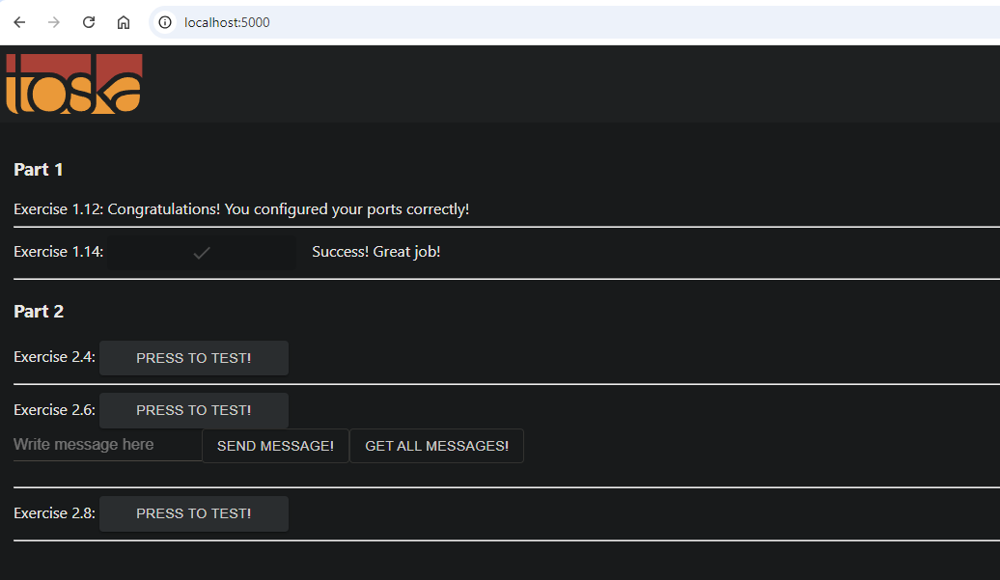 localhost:5000
toska
Part 1
Exercise 1.12: Congratulations! You configured your ports correctly!
Exercise 1.14: Success! Great job!
Part 2
Exercise 2.4: PRESS TO TEST!
Exercise 2.6: PRESS TO TEST!
Write message here SEND MESSAGE! GET ALL MESSAGES!
Exercise 2.8: PRESS TO TEST!